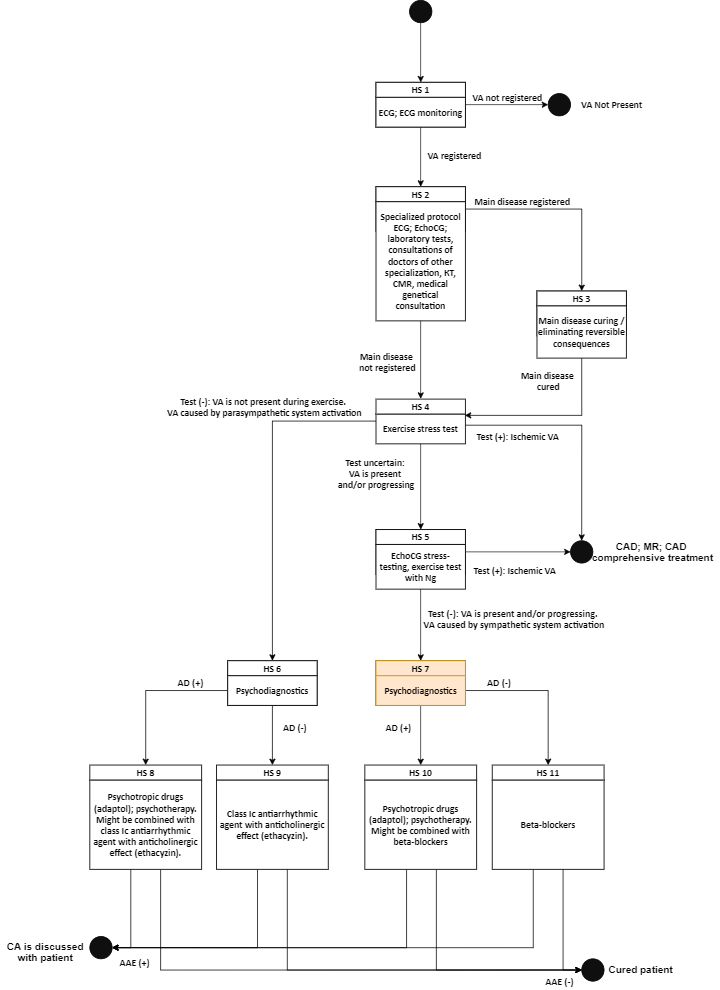 HS 1
ECG; ECG monitoring
VA not registered
VA Not Present
VA registered
HS 2
Specialized protocol
ECG; EchoCG;
laboratory tests,
consultations of
doctors of other
specialization, KT,
CMR, medical
genetical
consultation
Main disease registered
HS 3
Main disease curing /
eliminating reversible
consequences
Main disease
not registered
Main disease
cured
HS 4
Exercise stress test
Test (-): VA is not present during exercise.
VA caused by parasympathetic system activation
Test (+): Ischemic VA
Test uncertain:
VA is present
and/or progressing
HS 5
EchoCG stress-
testing, exercise test
with Ng
Test (+): Ischemic VA
CAD; MR; CAD
comprehensive treatment
Test (-): VA is present and/or progressing.
VA caused by sympathetic system activation
HS 6
Psychodiagnostics
HS 7
Psychodiagnostics
AD (+)
AD (-)
AD (+)
AD (-)
HS 8
Psychotropic drugs
(adaptol); psychotherapy.
Might be combined with
class Ic antiarrhythmic
agent with anticholinergic
effect (ethacyzin).
HS 9
Class Ic antiarrhythmic
agent with anticholinergic
effect (ethacyzin).
HS 10
Psychotropic drugs
(adaptol); psychotherapy.
Might be combined with
beta-blockers
HS 11
Beta-blockers
CA is discussed
with patient
AAE (+)
Cured patient
AAE (-)